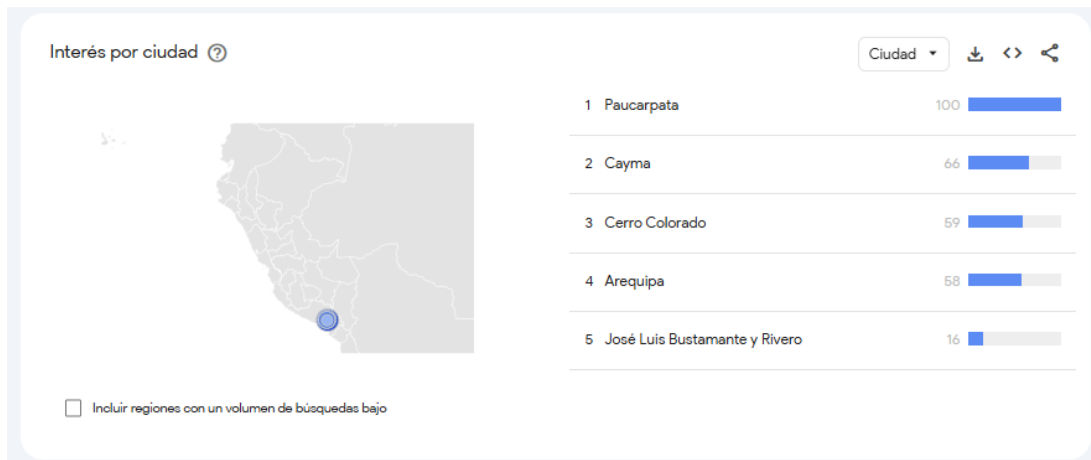 Interés por ciudad
Ciudad
1 Paucarpata 100
2 Cayma 66
3 Cerro Colorado 59
4 Arequipa 58
5 José Luis Bustamante y Rivero 16
Incluir regiones con un volumen de búsquedas bajo